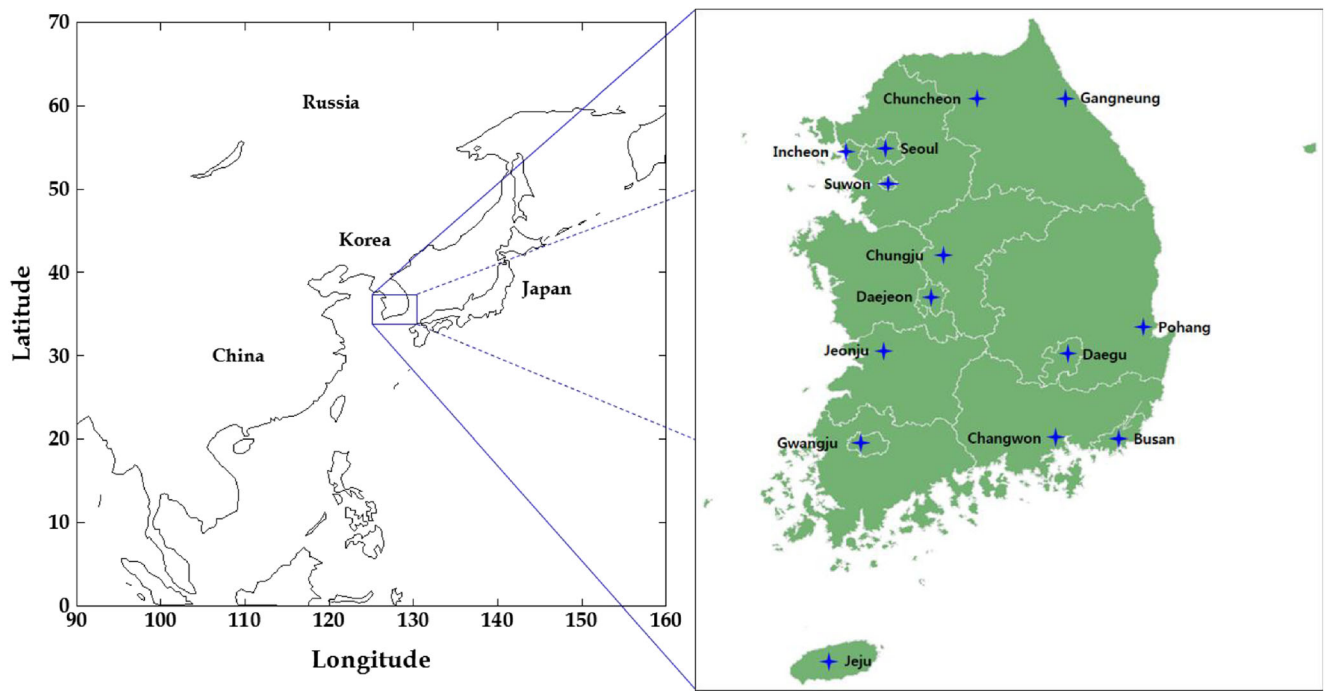 70
60
50
40
30
20
10
0
90
100
110
120
130
140
150
160
Latitude
Longitude
Russia
Korea
Japan
China
Chuncheon
Gangneung
Incheon
Seoul
Suwon
Chungju
Daejeon
Pohang
Jeonju
Daegu
Gwangju
Changwon
Busan
Jeju